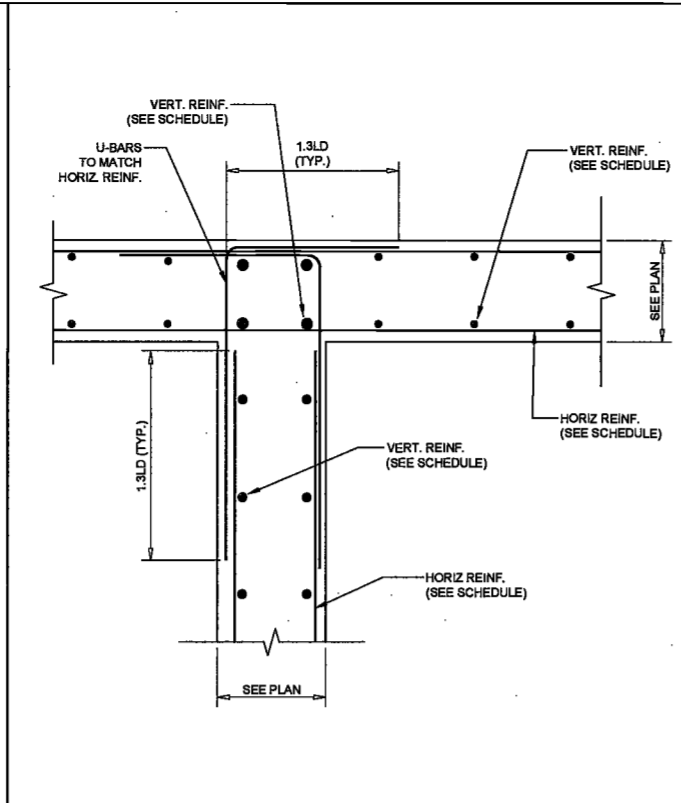 VERT. REINF.
(SEE SCHEDULE)
U-BARS
TO MATCH
HORIZ. REINF.
1.3LD
(TYP.)
VERT. REINF.
(SEE SCHEDULE)
SEE PLAN
HORIZ REINF.
(SEE SCHEDULE)
1.3LD (TYP.)
VERT. REINF.
(SEE SCHEDULE)
HORIZ REINF.
(SEE SCHEDULE)
SEE PLAN